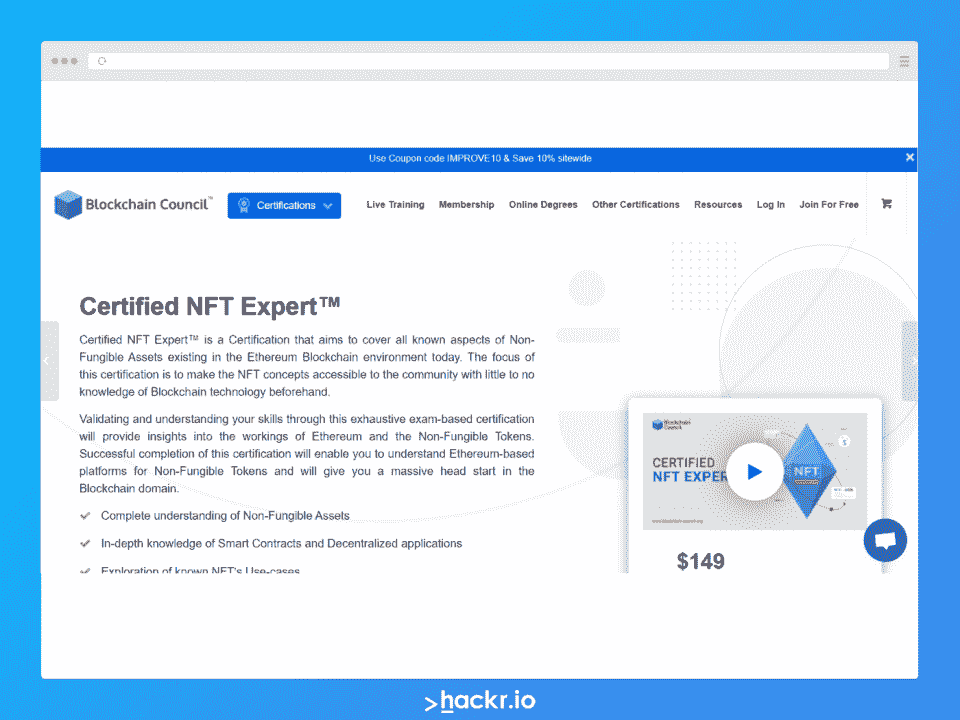 Use Coupon code IMPROVE10 & Save 10% sitewide
Blockchain Council™
Certifications
Live Training
Membership
Online Degrees
Other Certifications
Resources
Log In
Join For Free
Certified NFT Expert™
Certified NFT Expert™ is a Certification that aims to cover all known aspects of Non-
Fungible Assets existing in the Ethereum Blockchain environment today. The focus of
this certification is to make the NFT concepts accessible to the community with little to no
knowledge of Blockchain technology beforehand.
Validating and understanding your skills through this exhaustive exam-based certification
will provide insights into the workings of Ethereum and the Non-Fungible Tokens.
Successful completion of this certification will enable you to understand Ethereum-based
platforms for Non-Fungible Tokens and will give you a massive head start in the
Blockchain domain.
Complete understanding of Non-Fungible Assets
In-depth knowledge of Smart Contracts and Decentralized applications
Exploration of known NFT's Use-cases
Blockchain
Council
CERTIFIED
NFT EXPER
NFT
www.blockchain-council.org
$149
>hackr.io